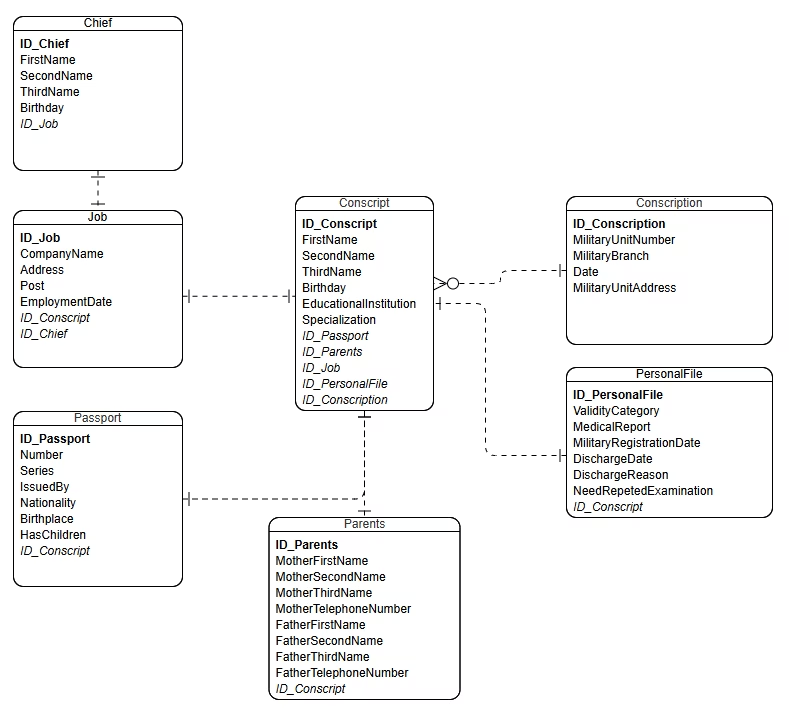 Chief
ID_Chief
FirstName
SecondName
ThirdName
Birthday
ID_Job
Job
ID_Job
CompanyName
Address
Post
EmploymentDate
ID_Conscript
ID_Chief
Passport
ID_Passport
Number
Series
IssuedBy
Nationality
Birthplace
HasChildren
ID_Conscript
Conscript
ID_Conscript
FirstName
SecondName
ThirdName
Birthday
EducationalInstitution
Specialization
ID_Passport
ID_Parents
ID_Job
ID_PersonalFile
ID_Conscription
Parents
ID_Parents
MotherFirstName
MotherSecondName
MotherThirdName
MotherTelephoneNumber
FatherFirstName
FatherSecondName
FatherThirdName
FatherTelephoneNumber
ID_Conscript
Conscription
ID_Conscription
MilitaryUnitNumber
MilitaryBranch
Date
MilitaryUnitAddress
PersonalFile
ID_PersonalFile
ValidityCategory
MedicalReport
MilitaryRegistrationDate
DischargeDate
DischargeReason
NeedRepetedExamination
ID_Conscript